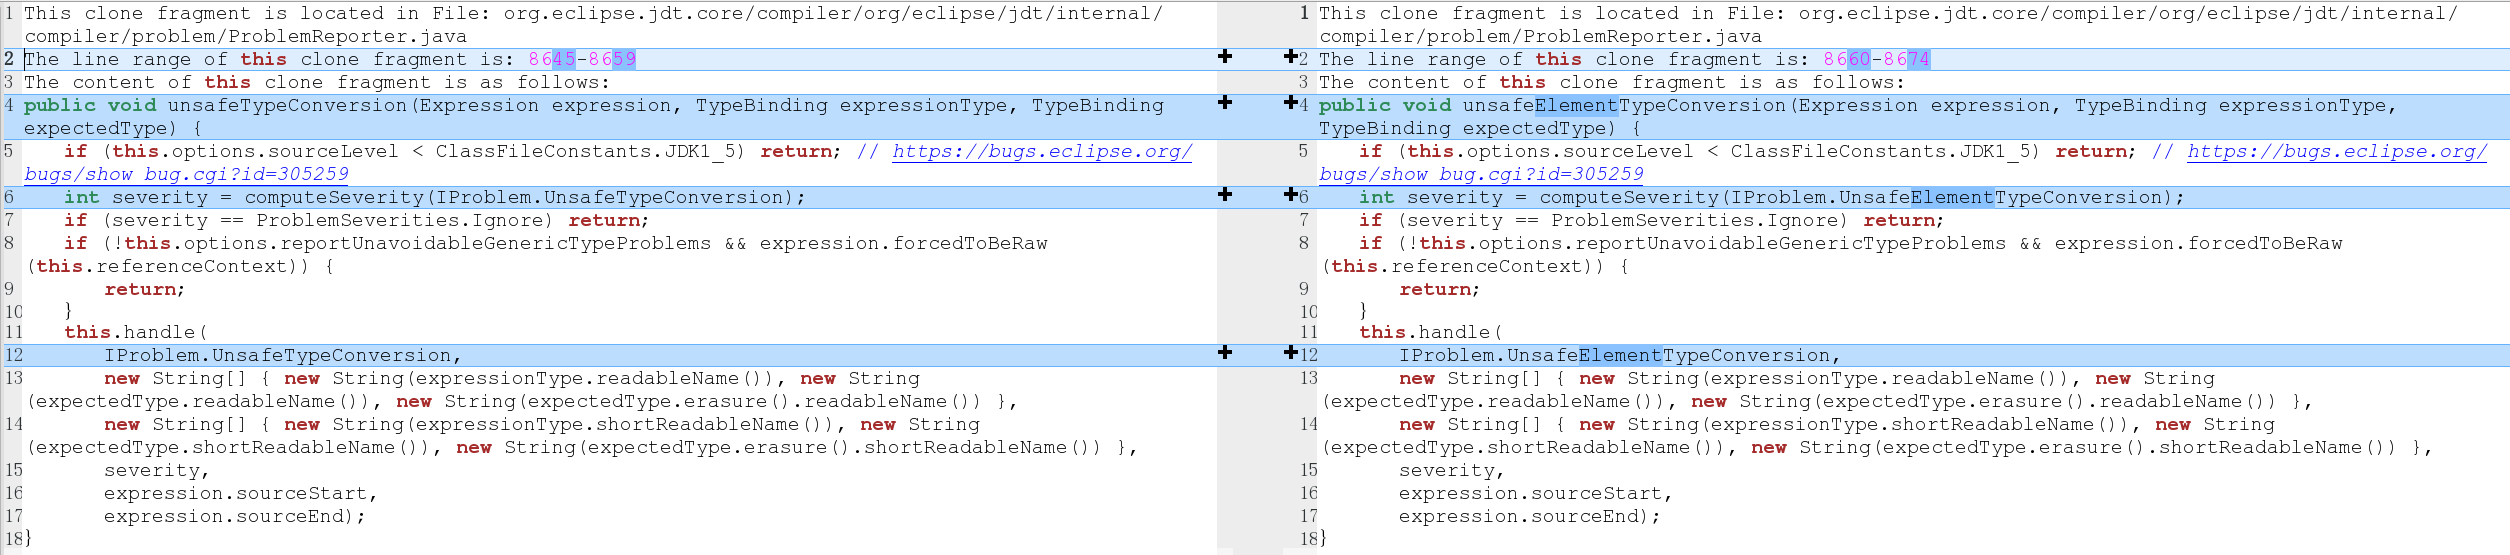 1 This clone fragment is located in File: org.eclipse.jdt.core/compiler/org/eclipse/jdt/internal/
compiler/problem/ProblemReporter.java
2 The line range of this clone fragment is: 8645-8659
3 The content of this clone fragment is as follows:
4 public void unsafeTypeConversion(Expression expression, TypeBinding expressionType, TypeBinding
expectedType) {
5 if (this.options.sourceLevel < ClassFileConstants.JDK1_5) return; // https://bugs.eclipse.org/
bugs/show_bug.cgi?id=305259
6 int severity = computeSeverity(IProblem.UnsafeTypeConversion);
7 if (severity == ProblemSeverities.Ignore) return;
8 if (!this.options.reportUnavoidableGenericTypeProblems && expression.forcedToBeRaw
(this.referenceContext)) {
9 return;
10 }
11 this.handle(
12 IProblem.UnsafeTypeConversion,
13 new String[] { new String(expressionType.readableName()), new String
(expectedType.readableName()), new String(expectedType.erasure().readableName()) },
14 new String[] { new String(expressionType.shortReadableName()), new String
(expectedType.shortReadableName()), new String(expectedType.erasure().shortReadableName()) },
15 severity,
16 expression.sourceStart,
17 expression.sourceEnd);
18 }
1 This clone fragment is located in File: org.eclipse.jdt.core/compiler/org/eclipse/jdt/internal/
compiler/problem/ProblemReporter.java
2 The line range of this clone fragment is: 8660-8674
3 The content of this clone fragment is as follows:
4 public void unsafeElementTypeConversion(Expression expression, TypeBinding expressionType,
TypeBinding expectedType) {
5 if (this.options.sourceLevel < ClassFileConstants.JDK1_5) return; // https://bugs.eclipse.org/
bugs/show_bug.cgi?id=305259
6 int severity = computeSeverity(IProblem.UnsafeElementTypeConversion);
7 if (severity == ProblemSeverities.Ignore) return;
8 if (!this.options.reportUnavoidableGenericTypeProblems && expression.forcedToBeRaw
(this.referenceContext)) {
9 return;
10 }
11 this.handle(
12 IProblem.UnsafeElementTypeConversion,
13 new String[] { new String(expressionType.readableName()), new String
(expectedType.readableName()), new String(expectedType.erasure().readableName()) },
14 new String[] { new String(expressionType.shortReadableName()), new String
(expectedType.shortReadableName()), new String(expectedType.erasure().shortReadableName()) },
15 severity,
16 expression.sourceStart,
17 expression.sourceEnd);
18 }